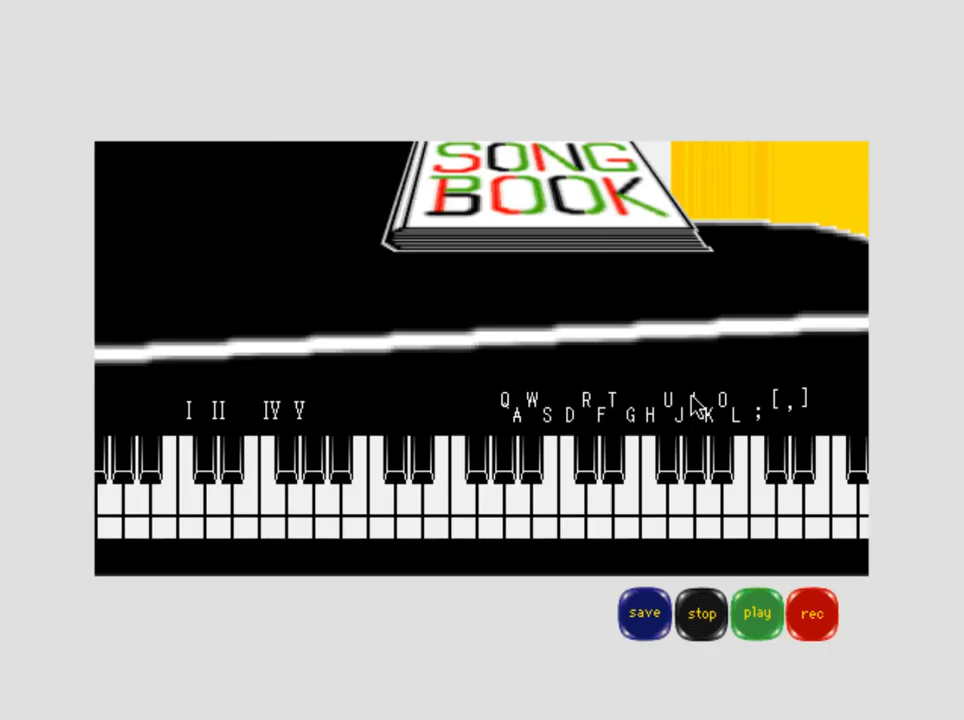 SONG
BOOK
I II IV V
Q W R T U O [ ]
A S D F G H J K L ; ,
save stop play rec